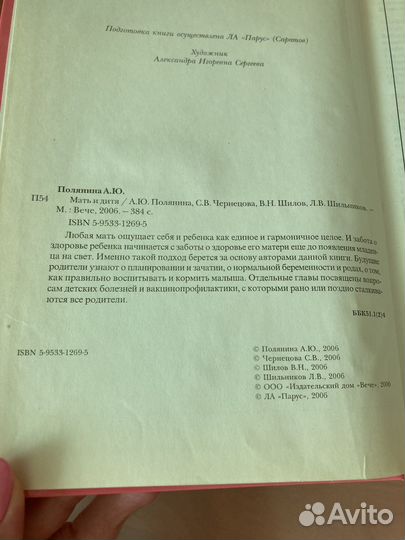 Подготовка книги осуществлена ЛА «Парус» (Саратов)
Художник
Александра Игоревна Сергеева
Полянина А.Ю.
П54 Мать и дитя / А.Ю. Полянина, С.В. Чернецова, В.Н. Шилов, Л.В. Шильников. –
М. : Вече, 2006. – 384 с.
ISBN 5-9533-1269-5
Любая мать ощущает себя и ребенка как единое и гармоничное целое. И забота о
здоровье ребенка начинается с заботы о здоровье его матери еще до появления младен-
ца на свет. Именно такой подход берется за основу авторами данной книги. Будущие
родители узнают о планировании и зачатии, о нормальной беременности и родах, о том,
как правильно воспитывать и кормить малыша. Отдельные главы посвящены вопро-
сам детских болезней и вакцинопрофилактики, с которыми рано или поздно сталкива-
ются все родители.
ББК51.1(2)4
© Полянина А.Ю., 2006
ISBN 5-9533-1269-5 © Чернецова С.В., 2006
© Шилов В.Н., 2006
© Шильников Л.В., 2006
© ООО «Издательский дом «Вече», 2006
© ЛА «Парус», 2006
Avito